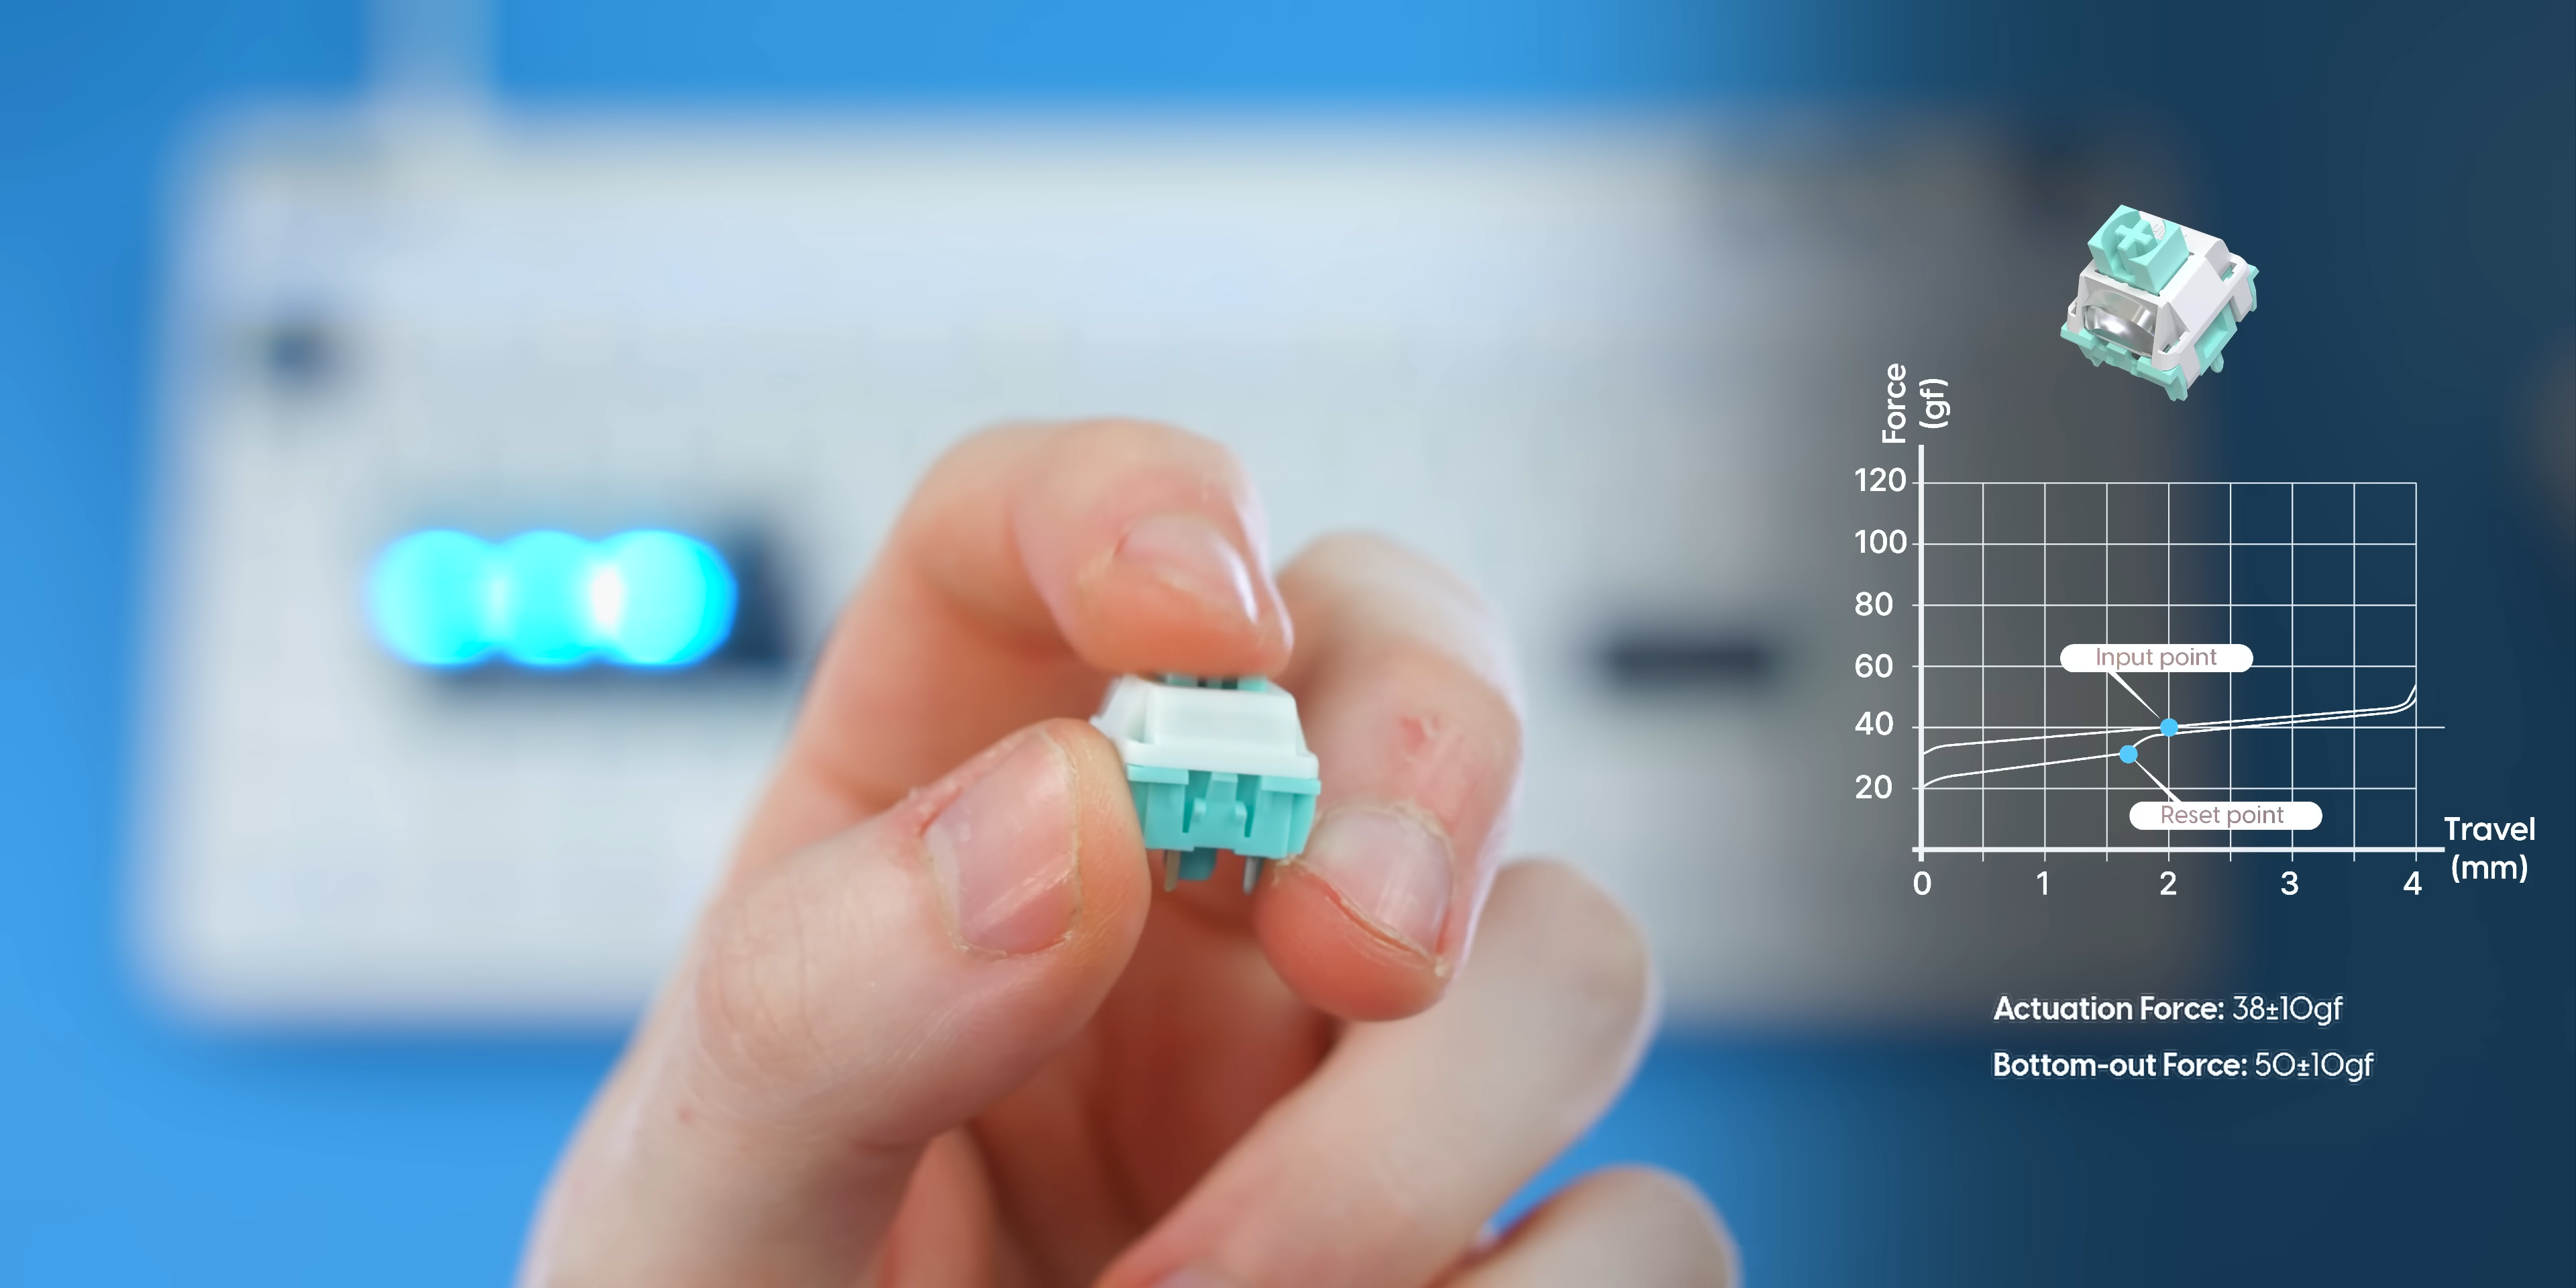 Force
(gf)
120
100
80
60
40
20
Input point
Reset point
0 1 2 3 4
Travel
(mm)
Actuation Force: 38±10gf
Bottom-out Force: 50±10gf